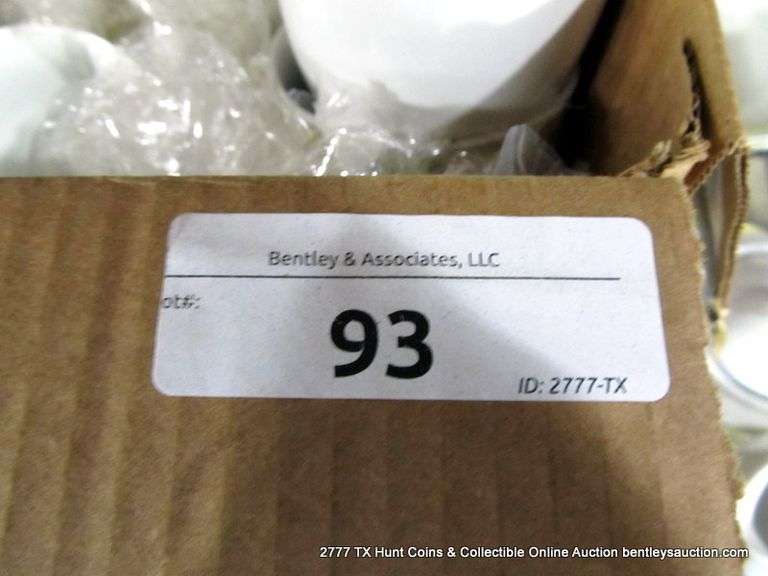 Bentley & Associates, LLC
ot#:
93
ID: 2777-TX
2777 TX Hunt Coins & Collectible Online Auction bentleysauction.com